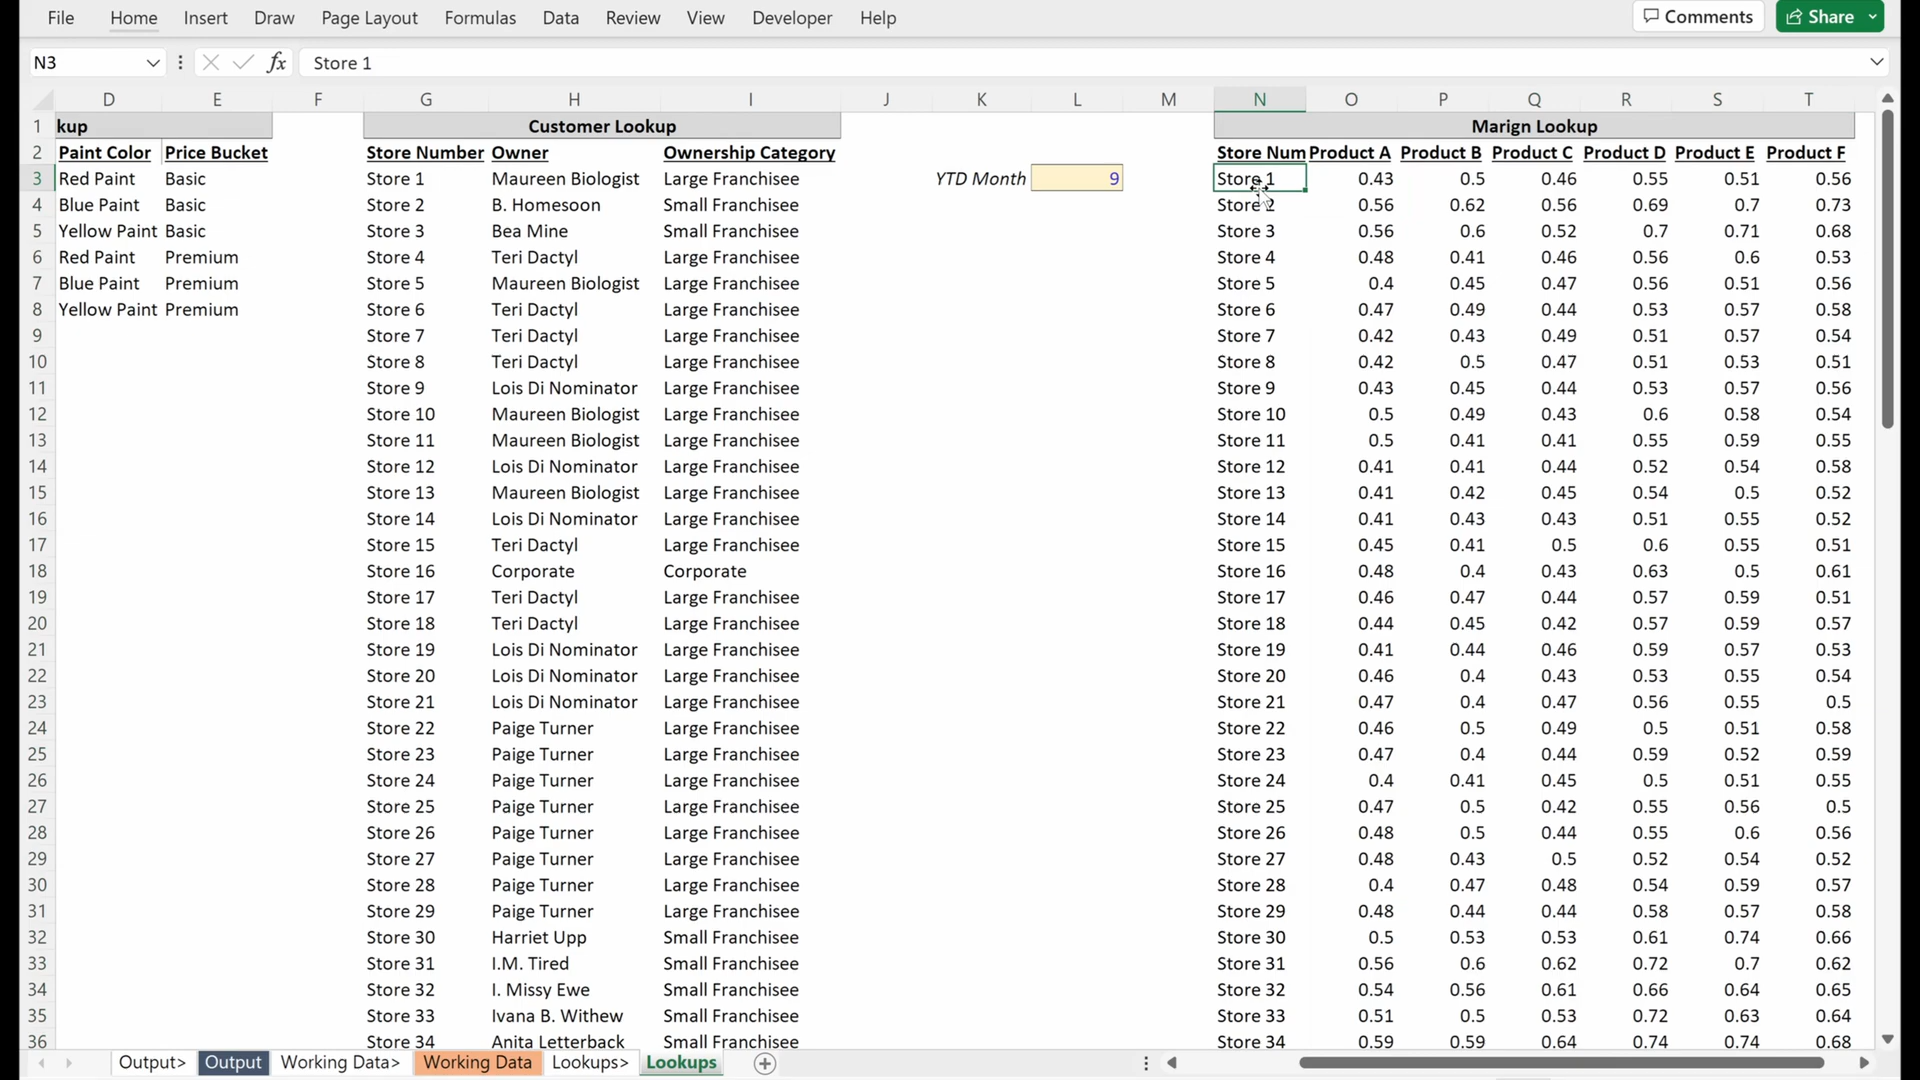 File Home Insert Draw Page Layout Formulas Data Review View Developer Help Comments Share
N3 fx Store 1
D E F G H I J K L M N O P Q R S T
1 kup Customer Lookup Marign Lookup
2 Paint Color Price Bucket Store Number Owner Ownership Category Store Num Product A Product B Product C Product D Product E Product F
3 Red Paint Basic Store 1 Maureen Biologist Large Franchisee YTD Month 9 Store 1 0.43 0.5 0.46 0.55 0.51 0.56
4 Blue Paint Basic Store 2 B. Homesoon Small Franchisee Store 2 0.56 0.62 0.56 0.69 0.7 0.73
5 Yellow Paint Basic Store 3 Bea Mine Small Franchisee Store 3 0.56 0.6 0.52 0.7 0.71 0.68
6 Red Paint Premium Store 4 Teri Dactyl Large Franchisee Store 4 0.48 0.41 0.46 0.56 0.6 0.53
7 Blue Paint Premium Store 5 Maureen Biologist Large Franchisee Store 5 0.4 0.45 0.47 0.56 0.51 0.56
8 Yellow Paint Premium Store 6 Teri Dactyl Large Franchisee Store 6 0.47 0.49 0.44 0.53 0.57 0.58
9 Store 7 Teri Dactyl Large Franchisee Store 7 0.42 0.43 0.49 0.51 0.57 0.54
10 Store 8 Teri Dactyl Large Franchisee Store 8 0.42 0.5 0.47 0.51 0.53 0.51
11 Store 9 Lois Di Nominator Large Franchisee Store 9 0.43 0.45 0.44 0.53 0.57 0.56
12 Store 10 Maureen Biologist Large Franchisee Store 10 0.5 0.49 0.43 0.6 0.58 0.54
13 Store 11 Maureen Biologist Large Franchisee Store 11 0.5 0.41 0.41 0.55 0.59 0.55
14 Store 12 Lois Di Nominator Large Franchisee Store 12 0.41 0.41 0.44 0.52 0.54 0.58
15 Store 13 Maureen Biologist Large Franchisee Store 13 0.41 0.42 0.45 0.54 0.5 0.52
16 Store 14 Lois Di Nominator Large Franchisee Store 14 0.41 0.43 0.43 0.51 0.55 0.52
17 Store 15 Teri Dactyl Large Franchisee Store 15 0.45 0.41 0.5 0.6 0.55 0.51
18 Store 16 Corporate Corporate Store 16 0.48 0.4 0.43 0.63 0.5 0.61
19 Store 17 Teri Dactyl Large Franchisee Store 17 0.46 0.47 0.44 0.57 0.59 0.51
20 Store 18 Teri Dactyl Large Franchisee Store 18 0.44 0.45 0.42 0.57 0.59 0.57
21 Store 19 Lois Di Nominator Large Franchisee Store 19 0.41 0.44 0.46 0.59 0.57 0.53
22 Store 20 Lois Di Nominator Large Franchisee Store 20 0.46 0.4 0.43 0.53 0.55 0.54
23 Store 21 Lois Di Nominator Large Franchisee Store 21 0.47 0.4 0.47 0.56 0.55 0.5
24 Store 22 Paige Turner Large Franchisee Store 22 0.46 0.5 0.49 0.5 0.51 0.58
25 Store 23 Paige Turner Large Franchisee Store 23 0.47 0.4 0.44 0.59 0.52 0.59
26 Store 24 Paige Turner Large Franchisee Store 24 0.4 0.41 0.45 0.5 0.51 0.55
27 Store 25 Paige Turner Large Franchisee Store 25 0.47 0.5 0.42 0.55 0.56 0.5
28 Store 26 Paige Turner Large Franchisee Store 26 0.48 0.5 0.44 0.55 0.6 0.56
29 Store 27 Paige Turner Large Franchisee Store 27 0.48 0.43 0.5 0.52 0.54 0.52
30 Store 28 Paige Turner Large Franchisee Store 28 0.4 0.47 0.48 0.54 0.59 0.57
31 Store 29 Paige Turner Large Franchisee Store 29 0.48 0.44 0.44 0.58 0.57 0.58
32 Store 30 Harriet Upp Small Franchisee Store 30 0.5 0.53 0.53 0.61 0.74 0.66
33 Store 31 I.M. Tired Small Franchisee Store 31 0.56 0.6 0.62 0.72 0.7 0.62
34 Store 32 I. Missy Ewe Small Franchisee Store 32 0.54 0.56 0.61 0.66 0.64 0.65
35 Store 33 Ivana B. Withew Small Franchisee Store 33 0.51 0.5 0.53 0.72 0.63 0.64
36 Store 34 Anita Letterback Small Franchisee Store 34 0.59 0.59 0.64 0.74 0.74 0.68
Output> Output Working Data> Working Data Lookups> Lookups